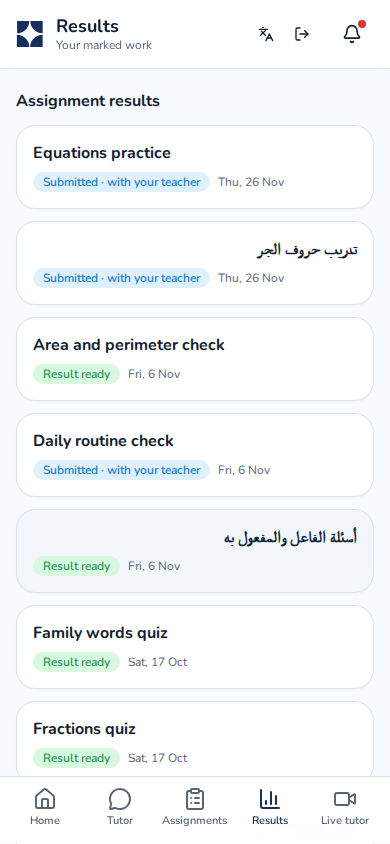 Results
Your marked work
Assignment results
Equations practice
Submitted · with your teacher Thu, 26 Nov
تدريب حروف الجر
Submitted · with your teacher Thu, 26 Nov
Area and perimeter check
Result ready Fri, 6 Nov
Daily routine check
Submitted · with your teacher Fri, 6 Nov
أسئلة الفاعل والمفعول به
Result ready Fri, 6 Nov
Family words quiz
Result ready Sat, 17 Oct
Fractions quiz
Result ready Sat, 17 Oct
Home Tutor Assignments Results Live tutor